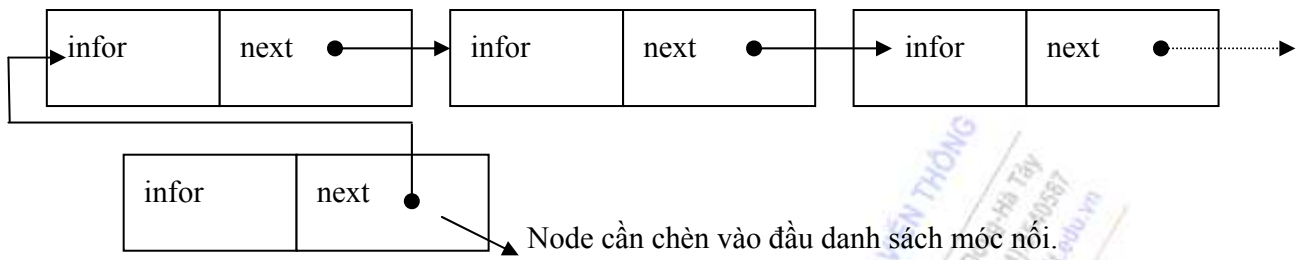 infor next infor next infor next
infor next
Node cần chèn vào đầu danh sách móc nối.